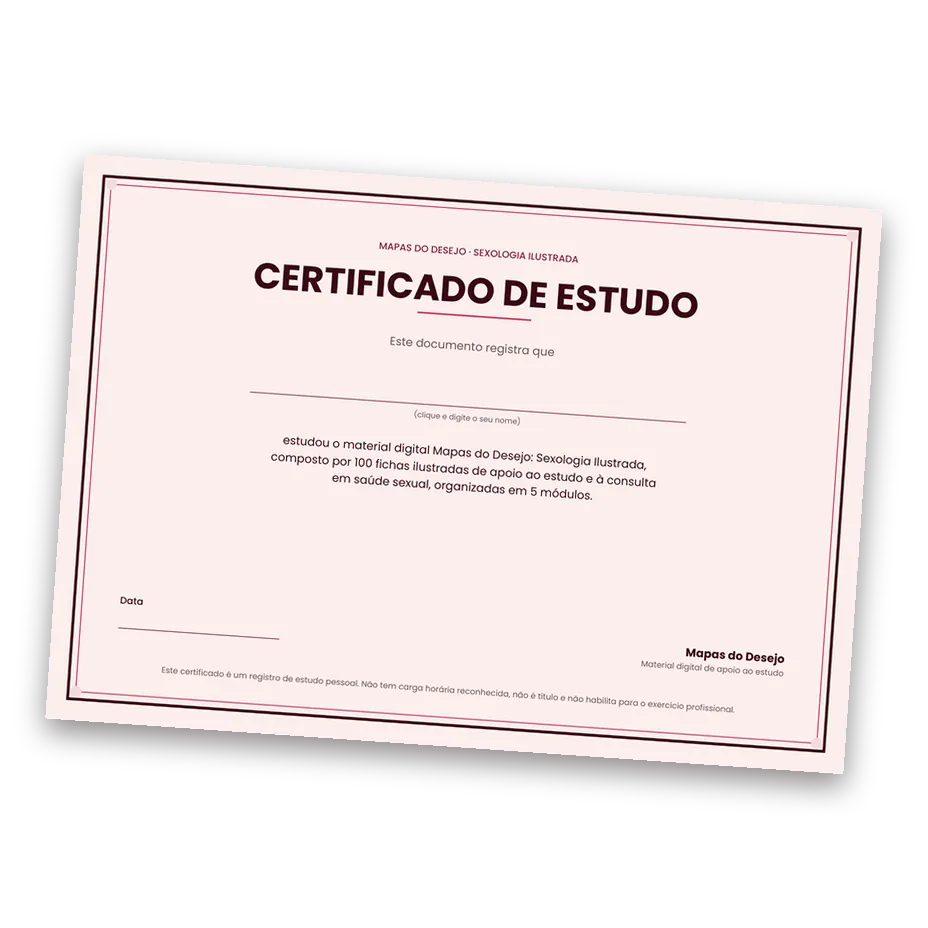 MAPAS DO DESEJO · SEXOLOGIA ILUSTRADA
CERTIFICADO DE ESTUDO
Este documento registra que
(clique e digite o seu nome)
estudou o material digital Mapas do Desejo: Sexologia Ilustrada,
composto por 100 fichas ilustradas de apoio ao estudo e à consulta
em saúde sexual, organizadas em 5 módulos.
Data
Mapas do Desejo
Material digital de apoio ao estudo
Este certificado é um registro de estudo pessoal. Não tem carga horária reconhecida, não é título e não habilita para o exercício profissional.